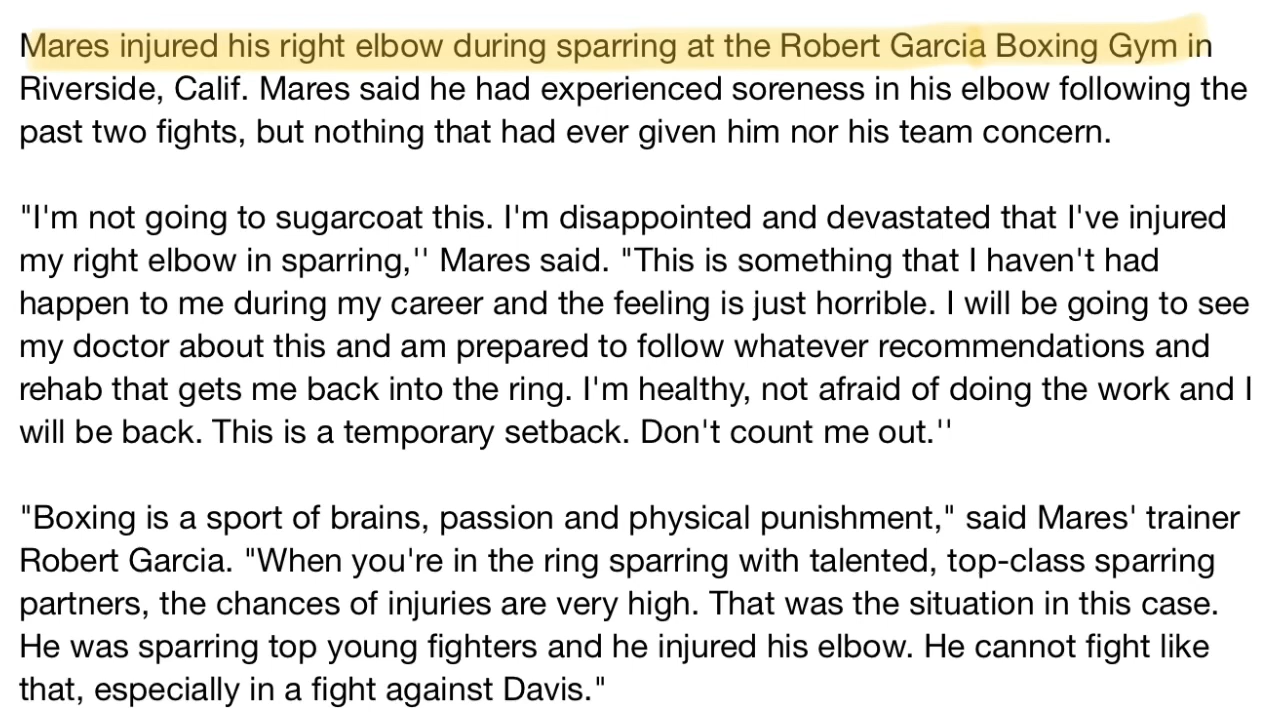 Mares injured his right elbow during sparring at the Robert Garcia Boxing Gym in
Riverside, Calif. Mares said he had experienced soreness in his elbow following the
past two fights, but nothing that had ever given him nor his team concern.
"I'm not going to sugarcoat this. I'm disappointed and devastated that I've injured
my right elbow in sparring,'' Mares said. "This is something that I haven't had
happen to me during my career and the feeling is just horrible. I will be going to see
my doctor about this and am prepared to follow whatever recommendations and
rehab that gets me back into the ring. I'm healthy, not afraid of doing the work and I
will be back. This is a temporary setback. Don't count me out.''
"Boxing is a sport of brains, passion and physical punishment," said Mares' trainer
Robert Garcia. "When you're in the ring sparring with talented, top-class sparring
partners, the chances of injuries are very high. That was the situation in this case.
He was sparring top young fighters and he injured his elbow. He cannot fight like
that, especially in a fight against Davis."